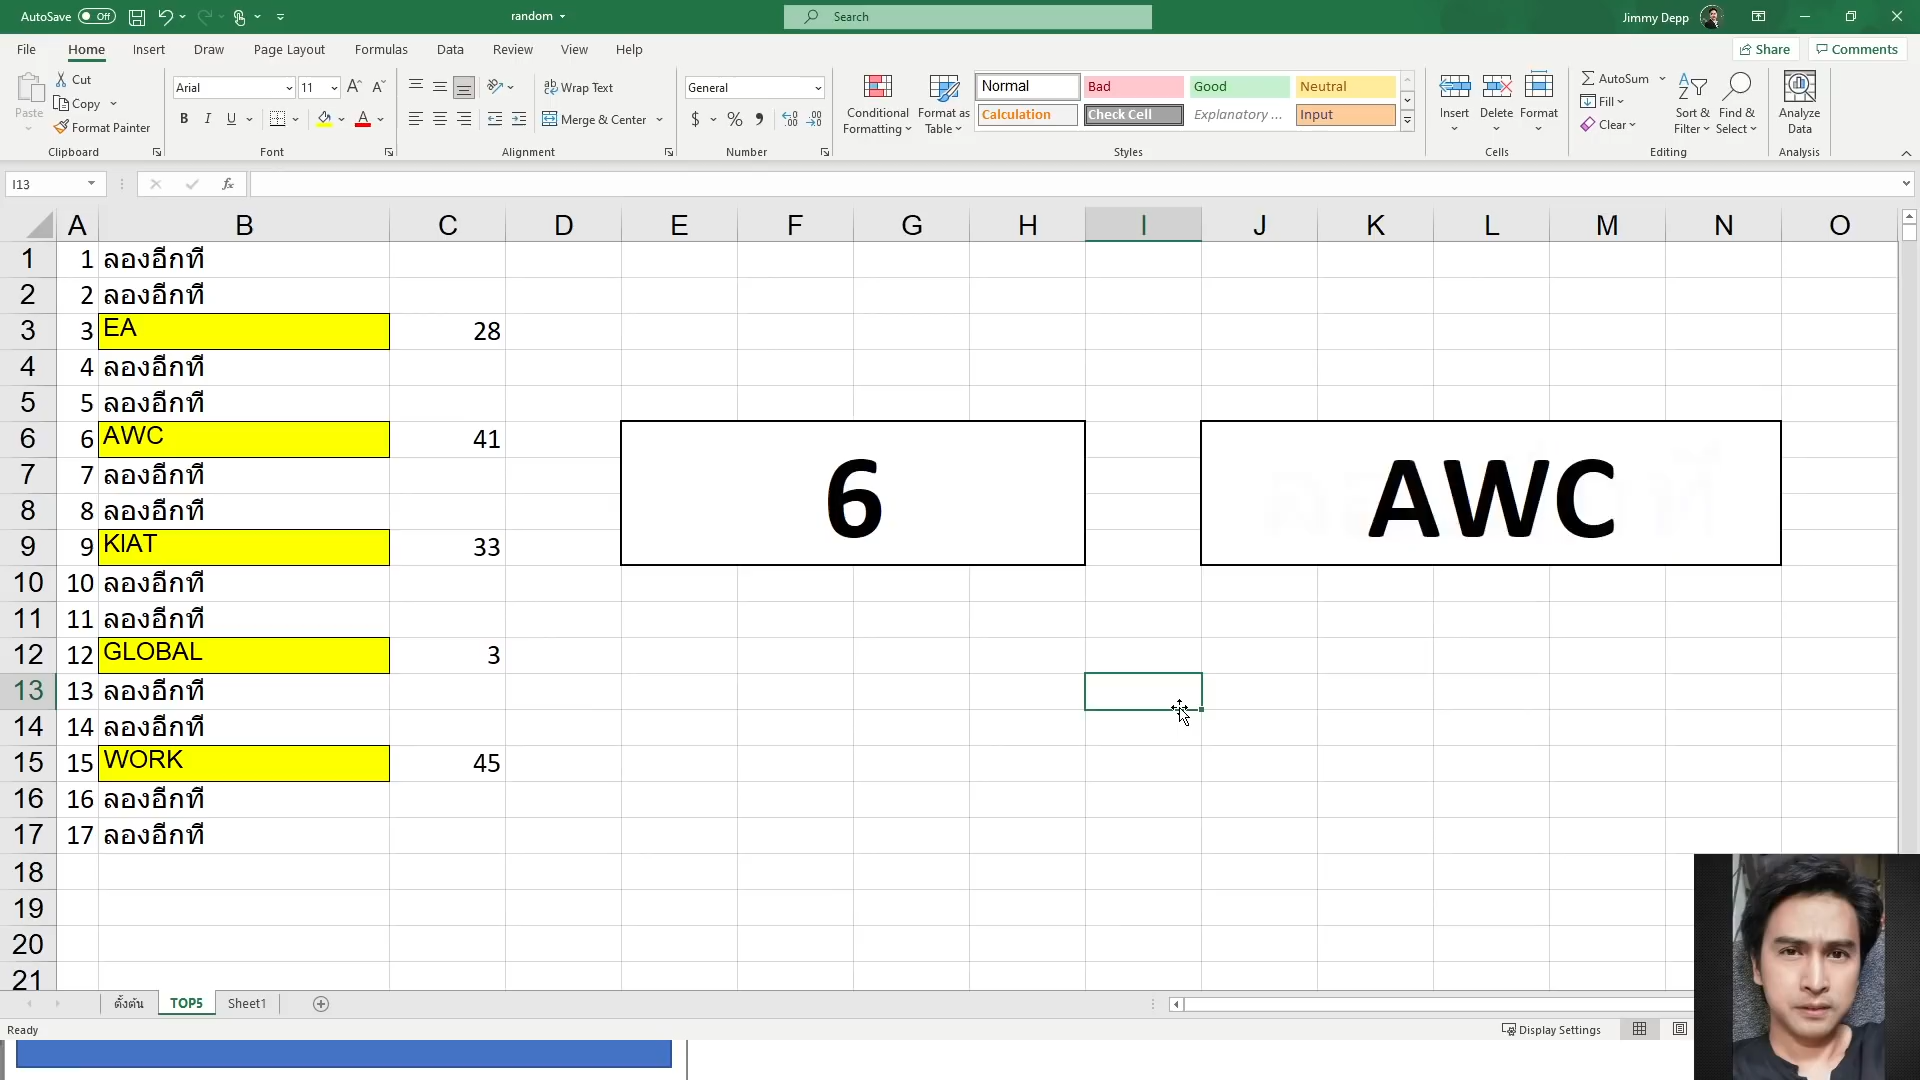 AutoSave Off random Search Jimmy Depp
File Home Insert Draw Page Layout Formulas Data Review View Help Share Comments
Paste
Cut
Copy
Format Painter
Clipboard
Arial 11
B I U
Font
Wrap Text
Merge & Center
Alignment
General
$ % 9
Number
Conditional Formatting
Format as Table
Normal Bad Good Neutral
Calculation Check Cell Explanatory ... Input
Styles
Insert Delete Format
Cells
AutoSum
Fill
Clear
Sort & Filter
Find & Select
Editing
Analyze Data
Analysis
I13 fx
A B C D E F G H I J K L M N O
1 1 ลองอีกที
2 2 ลองอีกที
3 3 EA 28
4 4 ลองอีกที
5 5 ลองอีกที
6 6 AWC 41
7 7 ลองอีกที
8 8 ลองอีกที
6 AWC
9 9 KIAT 33
10 10 ลองอีกที
11 11 ลองอีกที
12 12 GLOBAL 3
13 13 ลองอีกที
14 14 ลองอีกที
15 15 WORK 45
16 16 ลองอีกที
17 17 ลองอีกที
18
19
20
21
ตั้งต้น TOP5 Sheet1
Ready Display Settings